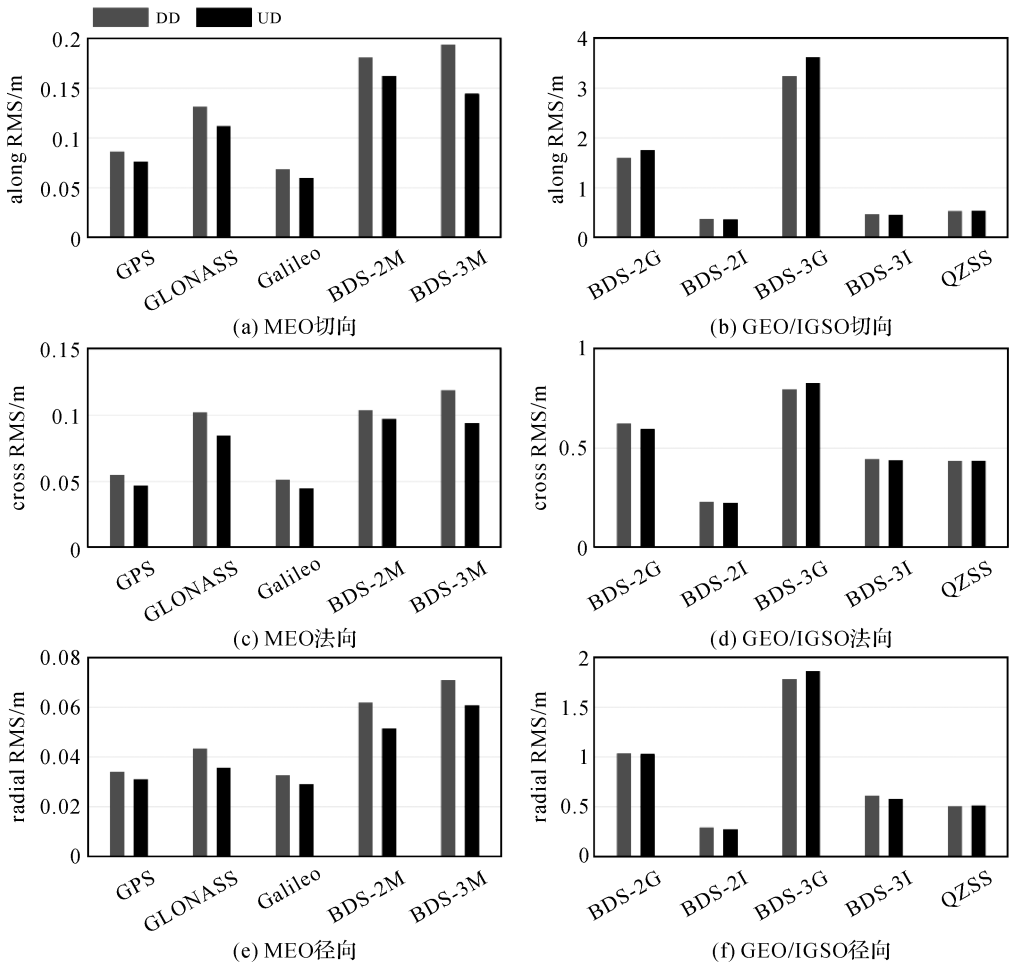 DD UD
along RMS/m
0.2
0.15
0.1
0.05
0
GPS GLONASS Galileo BDS-2M BDS-3M
(a) MEO切向
along RMS/m
4
3
2
1
0
BDS-2G BDS-2I BDS-3G BDS-3I QZSS
(b) GEO/IGSO切向
cross RMS/m
0.15
0.1
0.05
0
GPS GLONASS Galileo BDS-2M BDS-3M
(c) MEO法向
cross RMS/m
1
0.5
0
BDS-2G BDS-2I BDS-3G BDS-3I QZSS
(d) GEO/IGSO法向
radial RMS/m
0.08
0.06
0.04
0.02
0
GPS GLONASS Galileo BDS-2M BDS-3M
(e) MEO径向
radial RMS/m
2
1.5
1
0.5
0
BDS-2G BDS-2I BDS-3G BDS-3I QZSS
(f) GEO/IGSO径向